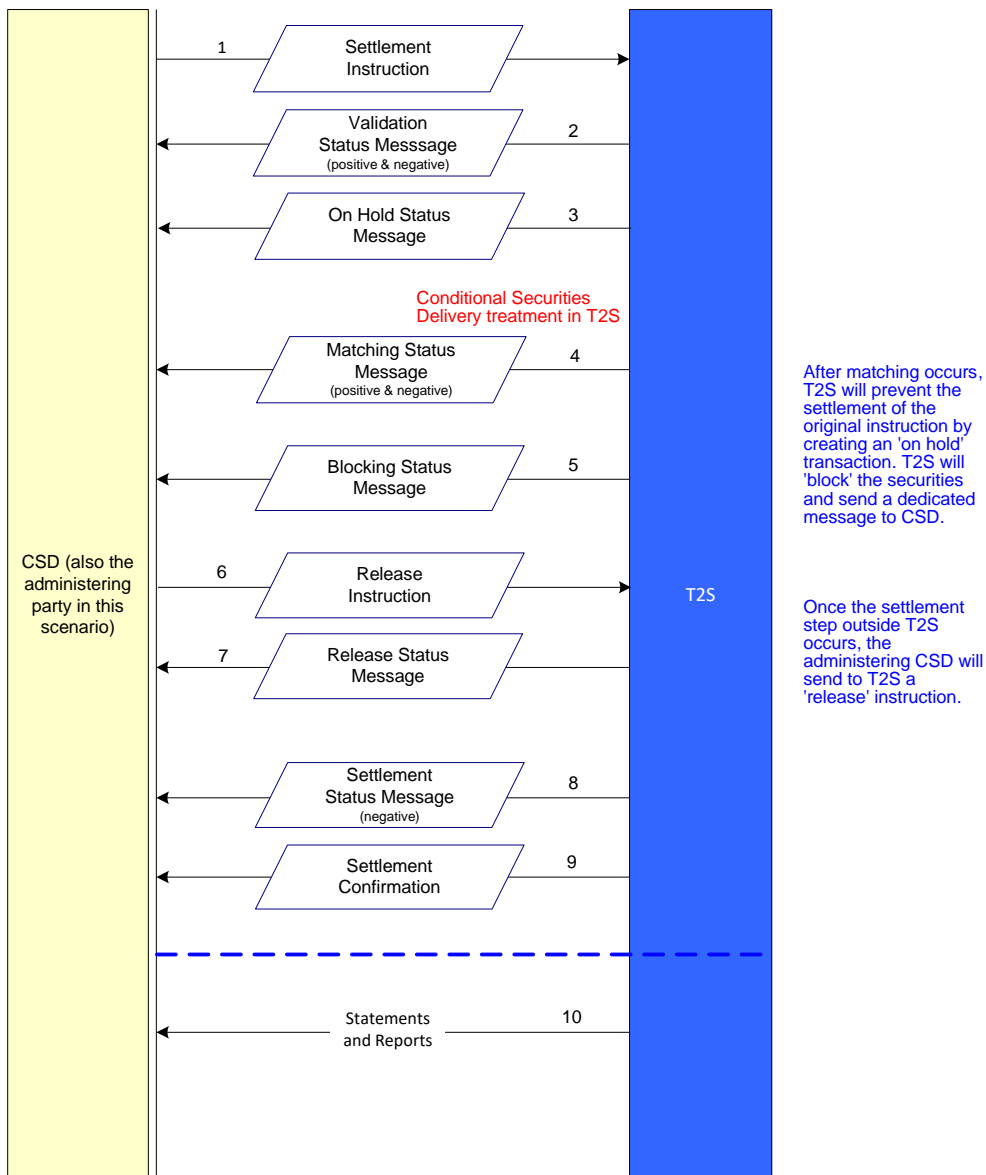 1
Settlement
Instruction
Validation
Status Messsage
(positive & negative)
2
On Hold Status
Message
3
Conditional Securities
Delivery treatment in T2S
Matching Status
Message
(positive & negative)
4
After matching occurs,
T2S will prevent the
settlement of the
original instruction by
creating an 'on hold'
transaction. T2S will
'block' the securities
and send a dedicated
message to CSD.
Blocking Status
Message
5
CSD (also the
administering
party in this
scenario)
6
Release
Instruction
T2S
7
Release Status
Message
Once the settlement
step outside T2S
occurs, the
administering CSD will
send to T2S a
'release' instruction.
Settlement
Status Message
(negative)
8
Settlement
Confirmation
9
Statements
and Reports
10